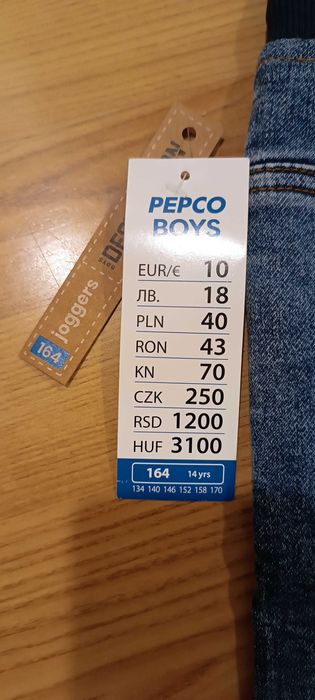 PEPCO
BOYS
EUR/€ 10
ЛВ. 18
PLN 40
RON 43
KN 70
CZK 250
RSD 1200
HUF 3100
164 14 yrs
134 140 146 152 158 170
joggers
164
BOYS